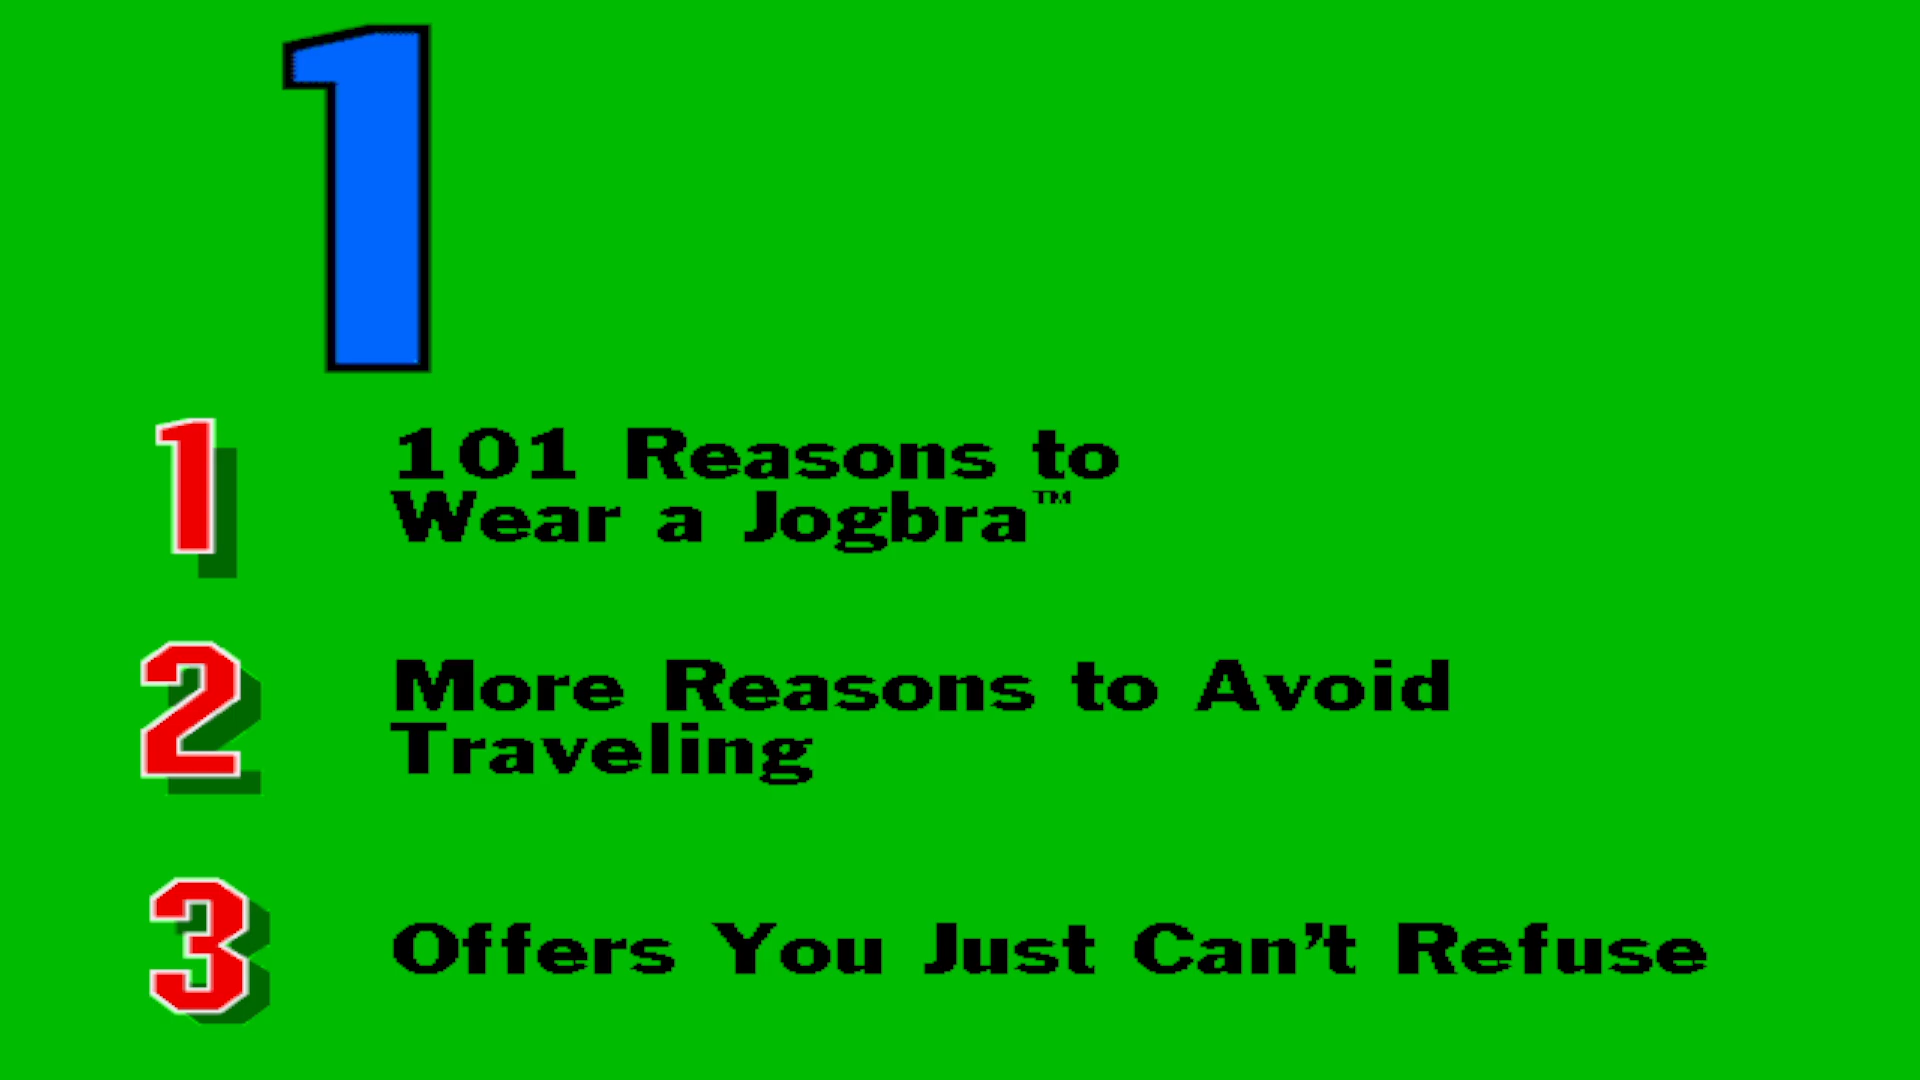 1
1 101 Reasons to
Wear a Jogbra™
2 More Reasons to Avoid
Traveling
3 Offers You Just Can't Refuse